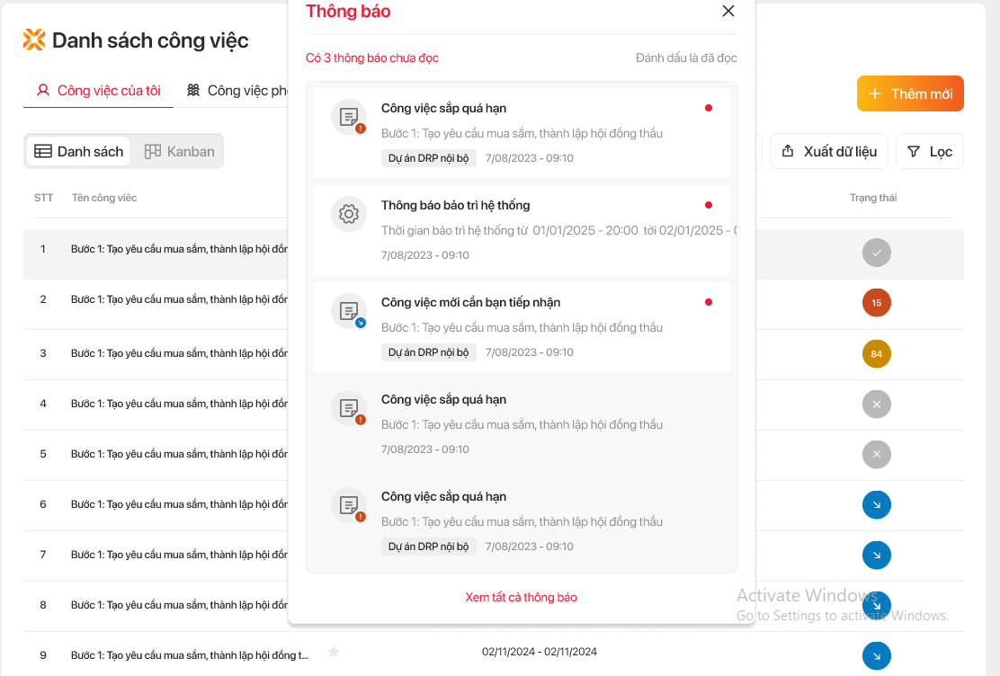 Thông báo
Danh sách công việc
Có 3 thông báo chưa đọc
Đánh dấu là đã đọc
Công việc của tôi
Công việc
Thêm mới
Danh sách
Kanban
Xuất dữ liệu
Lọc
STT
Tên công việc
Trạng thái
Công việc sắp quá hạn
Bước 1: Tạo yêu cầu mua sắm, thành lập hội đồng thầu
Dự án DRP nội bộ
7/08/2023 - 09:10
Thông báo bảo trì hệ thống
Thời gian bảo trì hệ thống từ 01/01/2025 - 20:00 tới 02/01/2025 -
7/08/2023 - 09:10
Công việc mới cần bạn tiếp nhận
Bước 1: Tạo yêu cầu mua sắm, thành lập hội đồng thầu
Dự án DRP nội bộ
7/08/2023 - 09:10
Công việc sắp quá hạn
Bước 1: Tạo yêu cầu mua sắm, thành lập hội đồng thầu
7/08/2023 - 09:10
Công việc sắp quá hạn
Bước 1: Tạo yêu cầu mua sắm, thành lập hội đồng thầu
Dự án DRP nội bộ
7/08/2023 - 09:10
Xem tất cả thông báo
1 Bước 1: Tạo yêu cầu mua sắm, thành lập hội
2 Bước 1: Tạo yêu cầu mua sắm, thành lập hội 15
3 Bước 1: Tạo yêu cầu mua sắm, thành lập hội 84
4 Bước 1: Tạo yêu cầu mua sắm, thành lập hội
5 Bước 1: Tạo yêu cầu mua sắm, thành lập hội
6 Bước 1: Tạo yêu cầu mua sắm, thành lập hội
7 Bước 1: Tạo yêu cầu mua sắm, thành lập hội
8 Bước 1: Tạo yêu cầu mua sắm, thành lập hội
9 Bước 1: Tạo yêu cầu mua sắm, thành lập hội đồng t... 02/11/2024 - 02/11/2024
Activate Windows
Go to Settings to activate Windows.